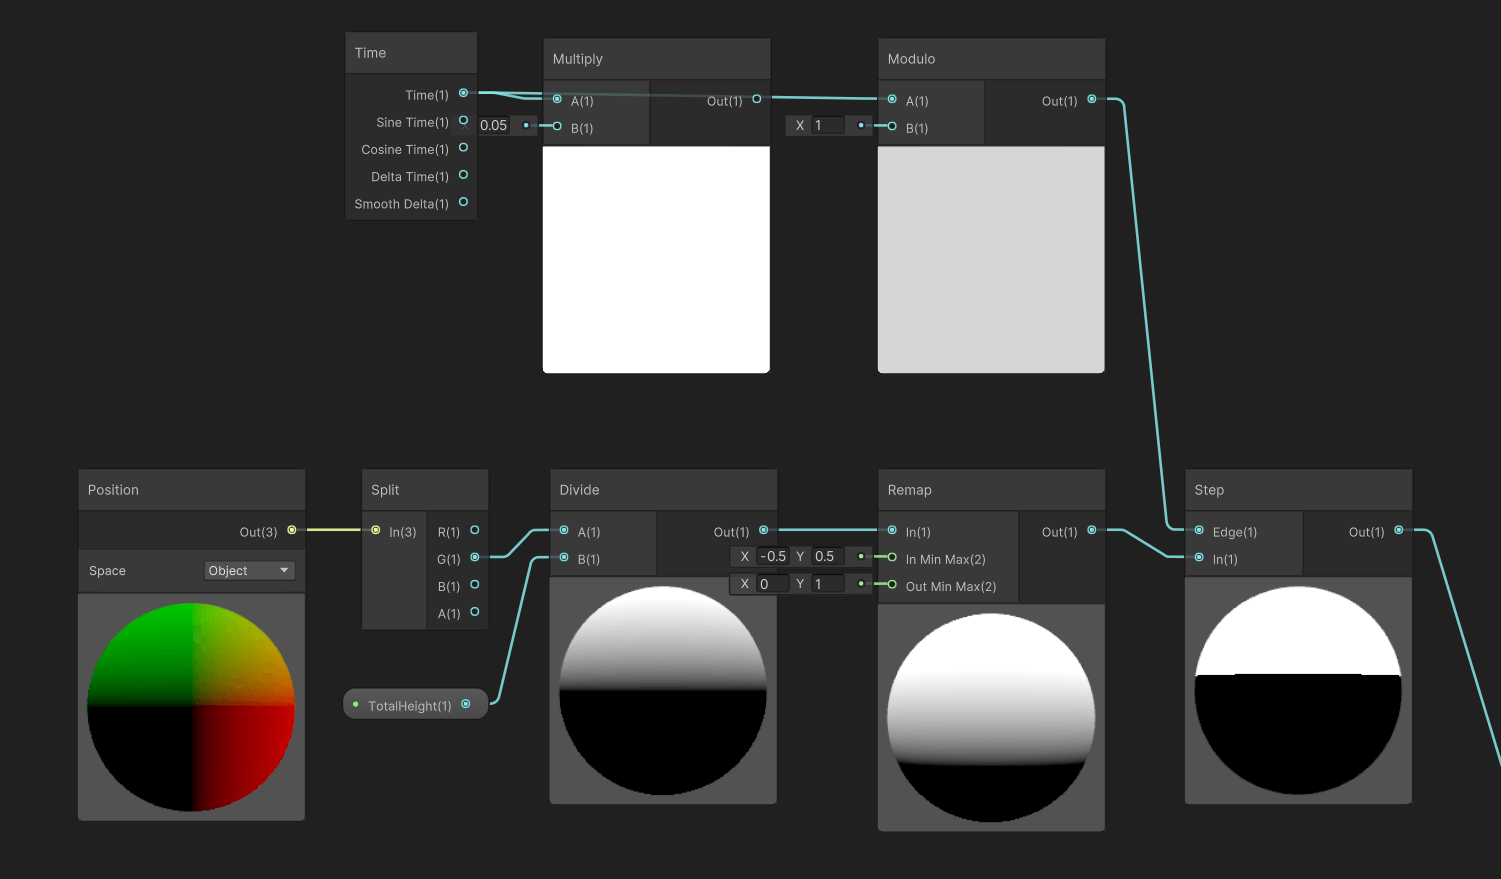 Time
Time(1)
Sine Time(1)
Cosine Time(1)
Delta Time(1)
Smooth Delta(1)
Multiply
X 0.05
A(1)
B(1)
Out(1)
Modulo
X 1
A(1)
B(1)
Out(1)
Position
Out(3)
Space Object
Split
In(3)
R(1)
G(1)
B(1)
A(1)
TotalHeight(1)
Divide
A(1)
B(1)
Out(1)
Remap
X -0.5 Y 0.5
X 0 Y 1
In(1)
In Min Max(2)
Out Min Max(2)
Out(1)
Step
Edge(1)
In(1)
Out(1)